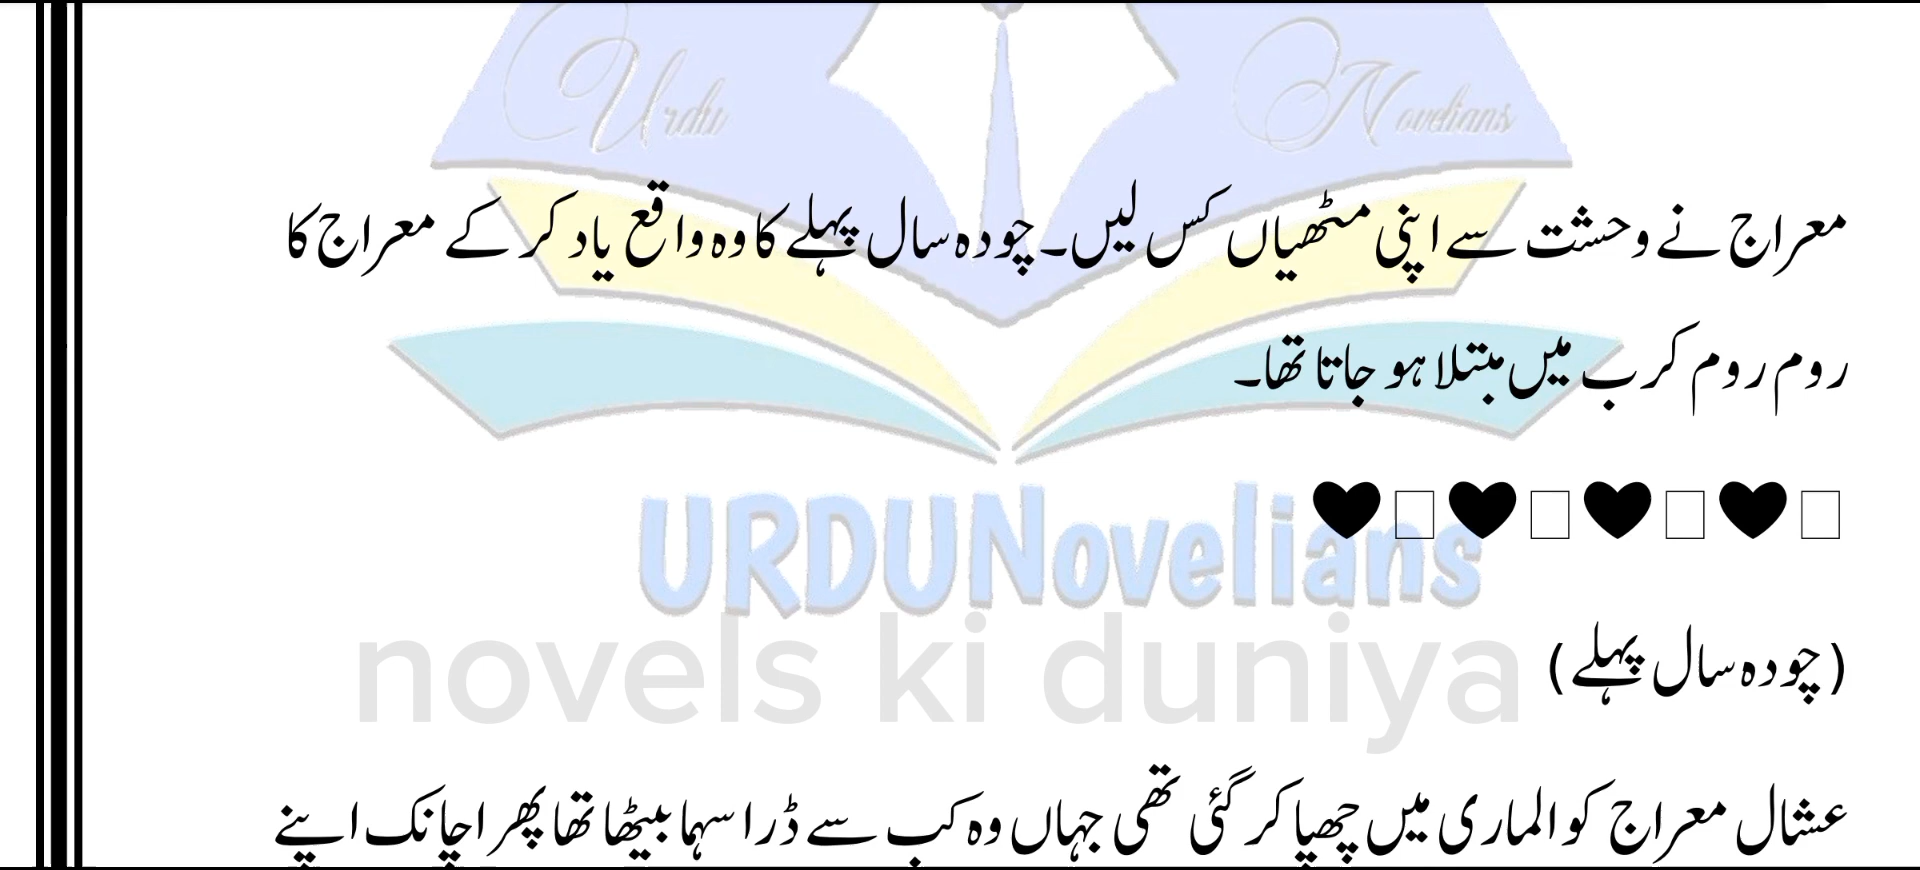 Urdu Novelians
معراج نے وحشت سے اپنی مٹھیاں کس لیں۔ چودہ سال پہلے کا وہ واقع یاد کر کے معراج کا
روم روم کرب میں مبتلا ہو جاتا تھا۔
URDUNovelians
novels ki duniya
(چودہ سال پہلے)
عشال معراج کو الماری میں چھپا کر گئی تھی جہاں وہ کب سے ڈرا سہما بیٹھا تھا پھر اچانک اپنے